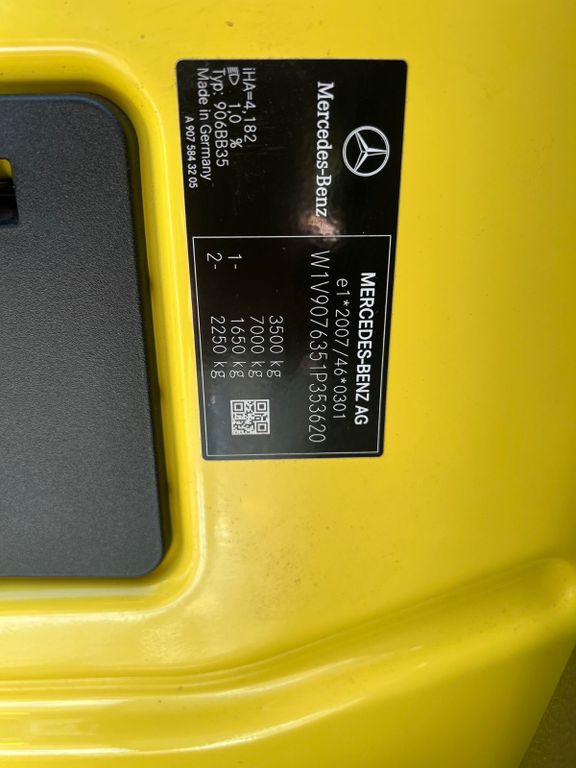 Mercedes-Benz
MERCEDES-BENZ AG
e1*2007/46*0301
W1V9076351P353620
3500 kg
7000 kg
1- 1650 kg
2- 2250 kg
iHA=4,182
1,0 %
Typ: 906BB35
Made in Germany
A 907 584 32 05